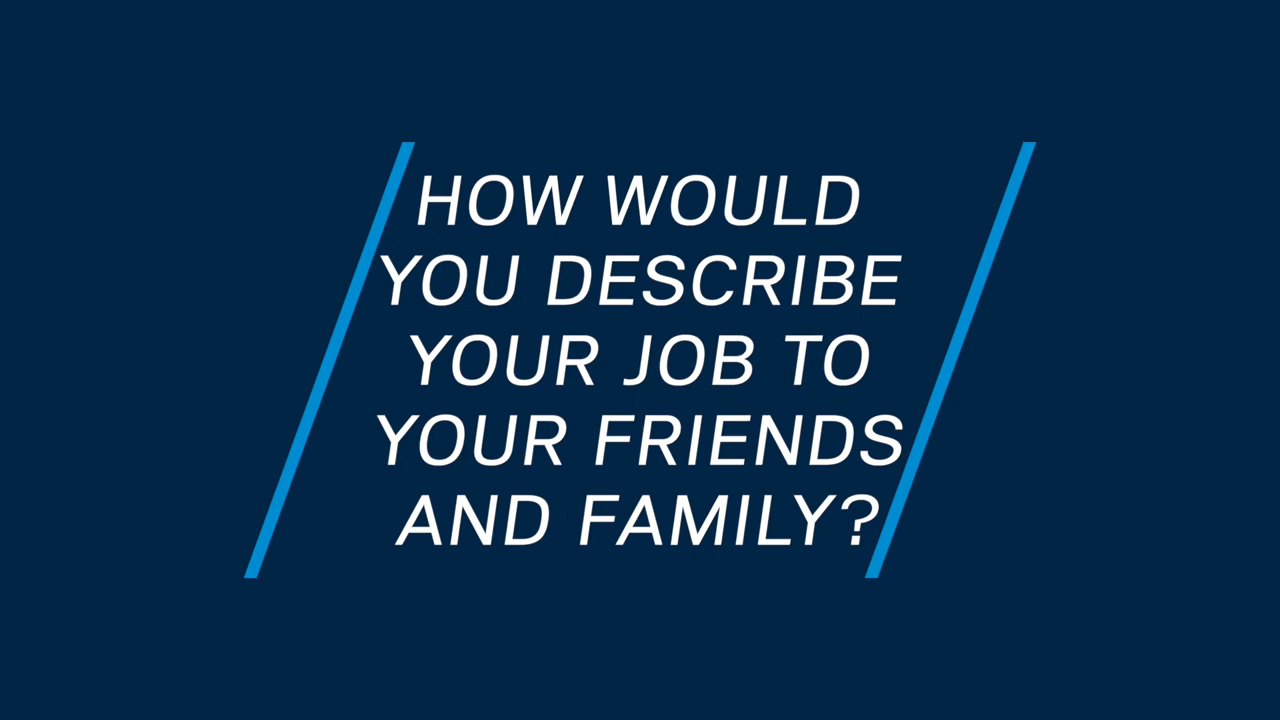 HOW WOULD
YOU DESCRIBE
YOUR JOB TO
YOUR FRIENDS
AND FAMILY?